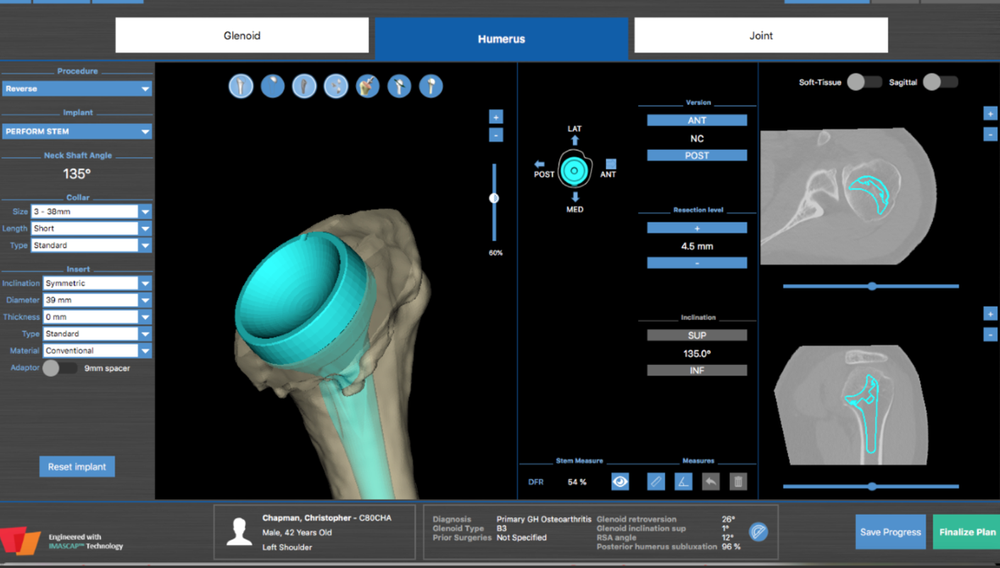 Glenoid
Humerus
Joint
Procedure
Reverse
Implant
PERFORM STEM
Neck Shaft Angle
135°
Collar
Size 3 - 38mm
Length Short
Type Standard
Insert
Inclination Symmetric
Diameter 39 mm
Thickness 0 mm
Type Standard
Material Conventional
Adaptor 9mm spacer
Reset implant
+
-
60%
LAT
POST
ANT
MED
Version
ANT
NC
POST
Resection level
+
4.5 mm
-
Inclination
SUP
135.0°
INF
Stem Measure
DFR 54 %
Measures
Soft-Tissue
Sagittal
+
-
+
-
Engineered with
IMASCAP™ Technology
Chapman, Christopher - C80CHA
Male, 42 Years Old
Left Shoulder
Diagnosis Primary GH Osteoarthritis
Glenoid Type B3
Prior Surgeries Not Specified
Glenoid retroversion 26°
Glenoid inclination sup 1°
RSA angle 12°
Posterior humerus subluxation 96 %
Save Progress
Finalize Plan